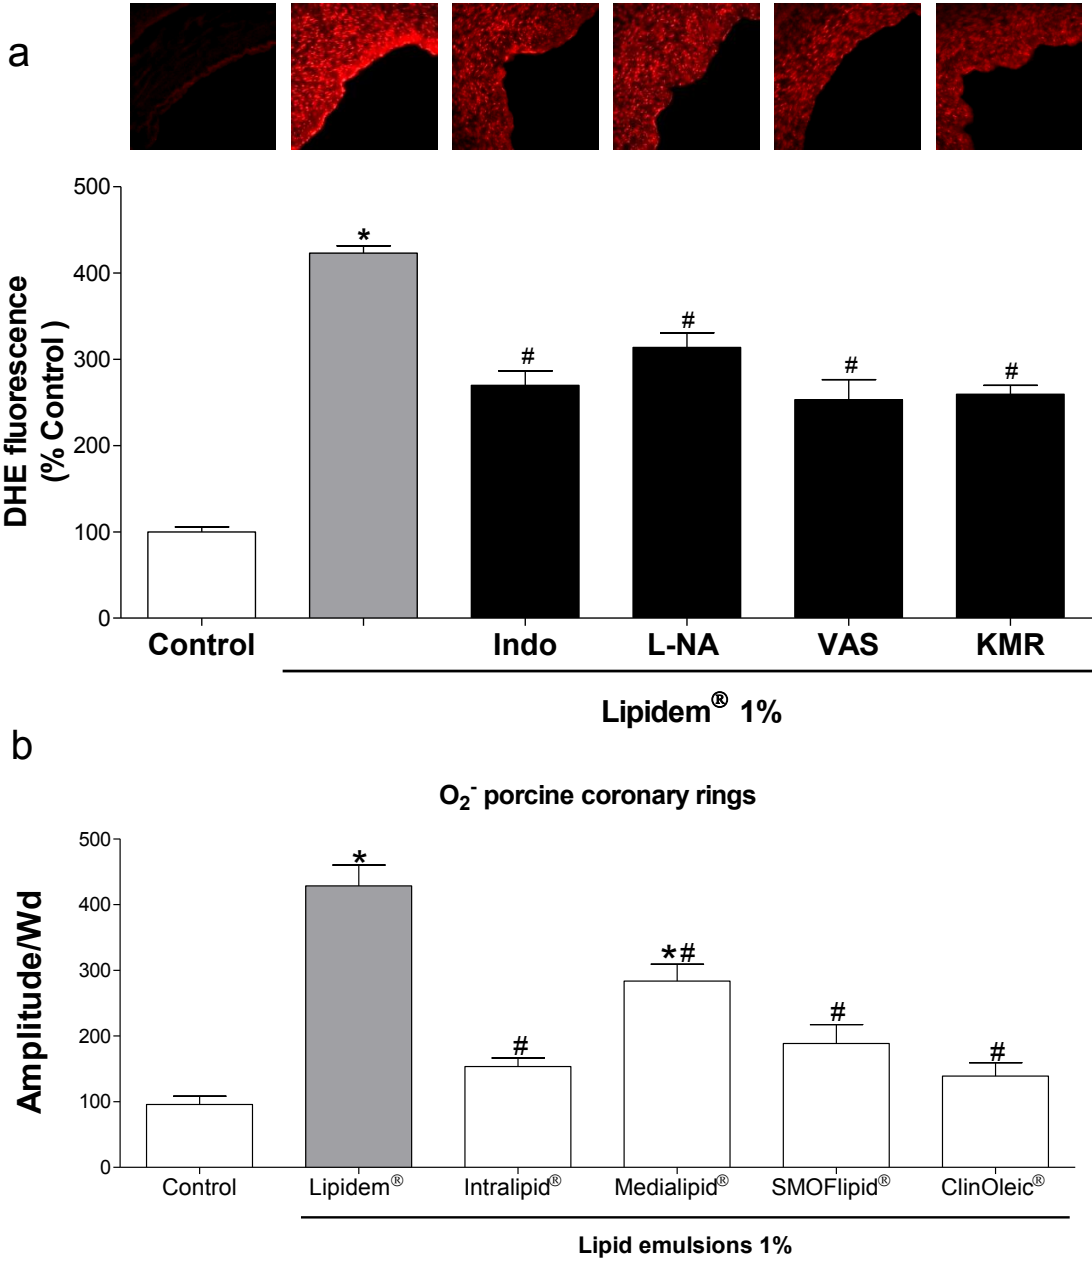 a
500
400
300
200
100
0
DHE fluorescence
(% Control )
*
#
#
#
#
Control Indo L-NA VAS KMR
Lipidem® 1%
b
O₂⁻ porcine coronary rings
500
400
300
200
100
0
Amplitude/Wd
*
#
*#
#
#
Control Lipidem® Intralipid® Medialipid® SMOFlipid® ClinOleic®
Lipid emulsions 1%